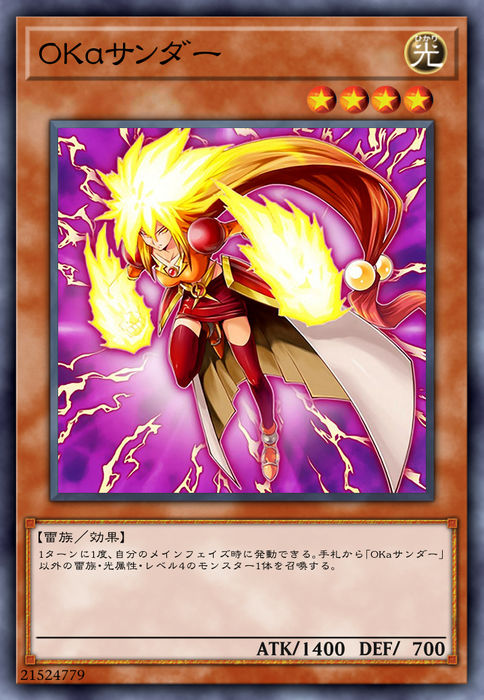 OKaサンダー
ひかり
光
【雷族／効果】
1ターンに1度、自分のメインフェイズ時に発動できる。手札から「OKaサンダー」
以外の雷族・光属性・レベル4のモンスター1体を召喚する。
ATK/1400 DEF/ 700
21524779